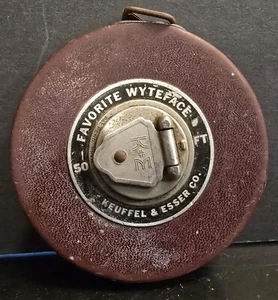 FAVORITE WYTEFACE
50 FT
K+E
KEUFFEL & ESSER CO.